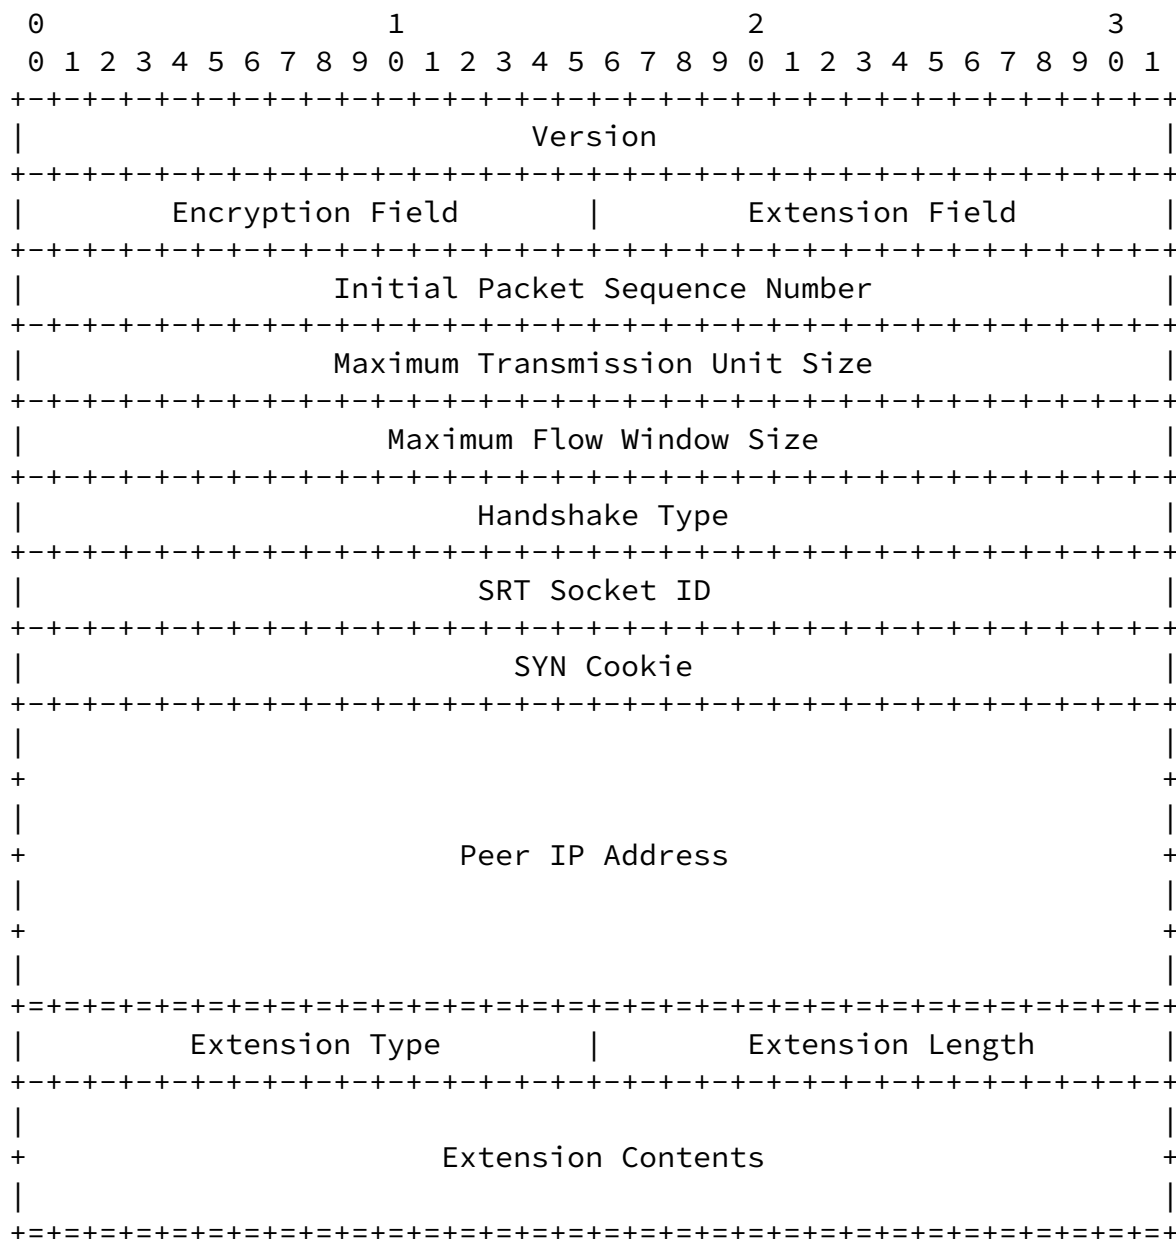 0                   1                   2                   3
 0 1 2 3 4 5 6 7 8 9 0 1 2 3 4 5 6 7 8 9 0 1 2 3 4 5 6 7 8 9 0 1
+-+-+-+-+-+-+-+-+-+-+-+-+-+-+-+-+-+-+-+-+-+-+-+-+-+-+-+-+-+-+-+-+
|                            Version                            |
+-+-+-+-+-+-+-+-+-+-+-+-+-+-+-+-+-+-+-+-+-+-+-+-+-+-+-+-+-+-+-+-+
|        Encryption Field       |        Extension Field        |
+-+-+-+-+-+-+-+-+-+-+-+-+-+-+-+-+-+-+-+-+-+-+-+-+-+-+-+-+-+-+-+-+
|                 Initial Packet Sequence Number                |
+-+-+-+-+-+-+-+-+-+-+-+-+-+-+-+-+-+-+-+-+-+-+-+-+-+-+-+-+-+-+-+-+
|                 Maximum Transmission Unit Size                |
+-+-+-+-+-+-+-+-+-+-+-+-+-+-+-+-+-+-+-+-+-+-+-+-+-+-+-+-+-+-+-+-+
|                    Maximum Flow Window Size                   |
+-+-+-+-+-+-+-+-+-+-+-+-+-+-+-+-+-+-+-+-+-+-+-+-+-+-+-+-+-+-+-+-+
|                         Handshake Type                        |
+-+-+-+-+-+-+-+-+-+-+-+-+-+-+-+-+-+-+-+-+-+-+-+-+-+-+-+-+-+-+-+-+
|                         SRT Socket ID                         |
+-+-+-+-+-+-+-+-+-+-+-+-+-+-+-+-+-+-+-+-+-+-+-+-+-+-+-+-+-+-+-+-+
|                           SYN Cookie                          |
+-+-+-+-+-+-+-+-+-+-+-+-+-+-+-+-+-+-+-+-+-+-+-+-+-+-+-+-+-+-+-+-+
|                                                               |
+                                                               +
|                                                               |
+                        Peer IP Address                        +
|                                                               |
+                                                               +
|                                                               |
+=+=+=+=+=+=+=+=+=+=+=+=+=+=+=+=+=+=+=+=+=+=+=+=+=+=+=+=+=+=+=+=+
|         Extension Type        |        Extension Length       |
+-+-+-+-+-+-+-+-+-+-+-+-+-+-+-+-+-+-+-+-+-+-+-+-+-+-+-+-+-+-+-+-+
|                                                               |
+                       Extension Contents                      +
|                                                               |
+=+=+=+=+=+=+=+=+=+=+=+=+=+=+=+=+=+=+=+=+=+=+=+=+=+=+=+=+=+=+=+=+